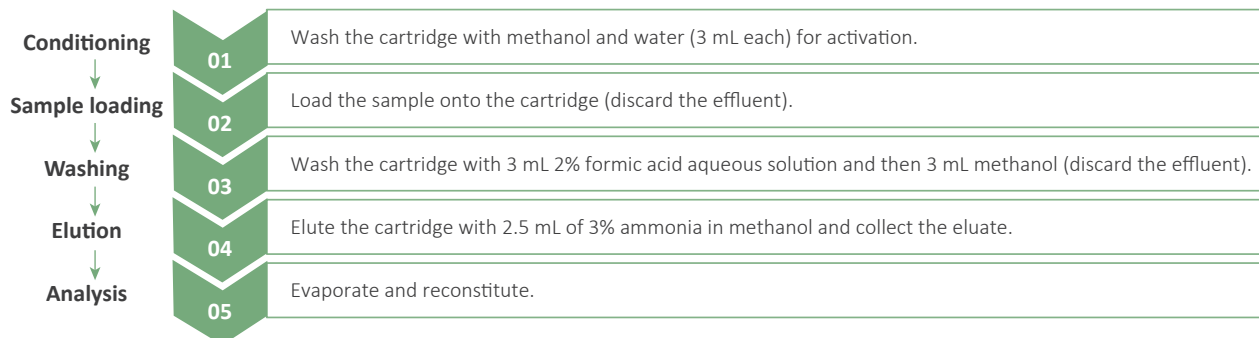 Conditioning
01
Wash the cartridge with methanol and water (3 mL each) for activation.
Sample loading
02
Load the sample onto the cartridge (discard the effluent).
Washing
03
Wash the cartridge with 3 mL 2% formic acid aqueous solution and then 3 mL methanol (discard the effluent).
Elution
04
Elute the cartridge with 2.5 mL of 3% ammonia in methanol and collect the eluate.
Analysis
05
Evaporate and reconstitute.